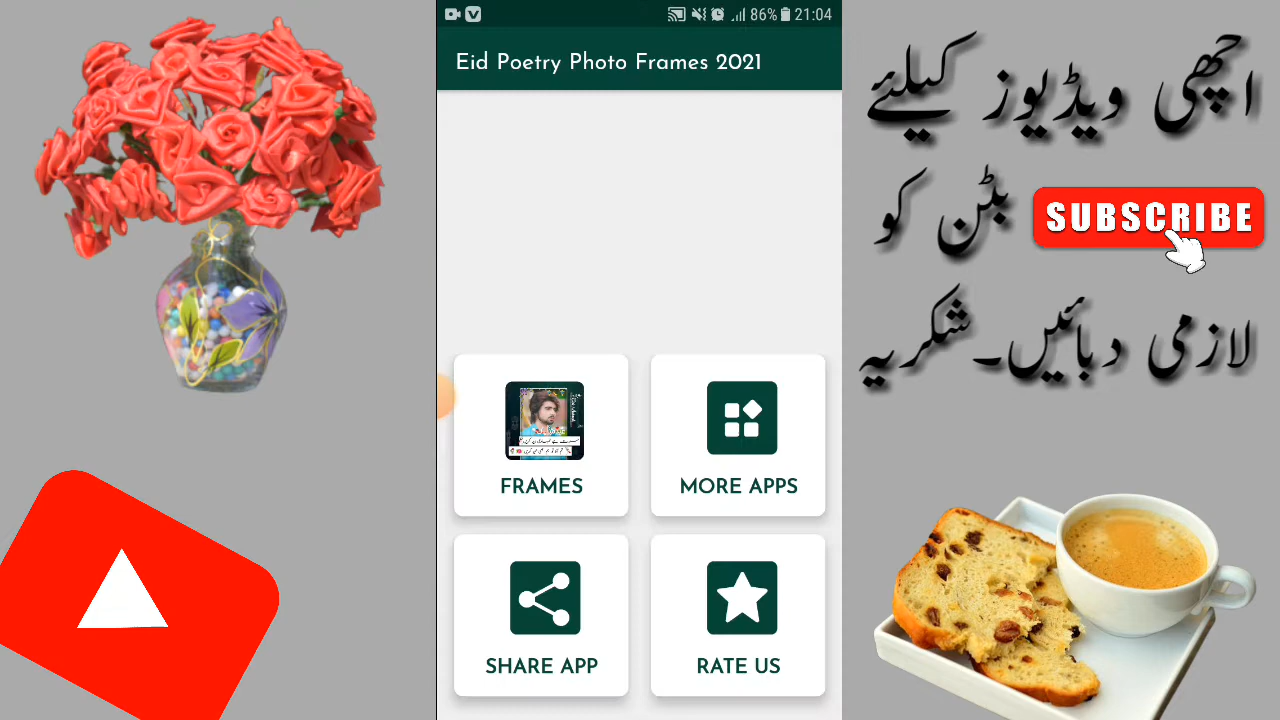 86% 21:04
Eid Poetry Photo Frames 2021
FRAMES
MORE APPS
SHARE APP
RATE US
اچھی ویڈیوز کیلئے
SUBSCRIBE بٹن کو
لازمی دبائیں۔ شکریہ